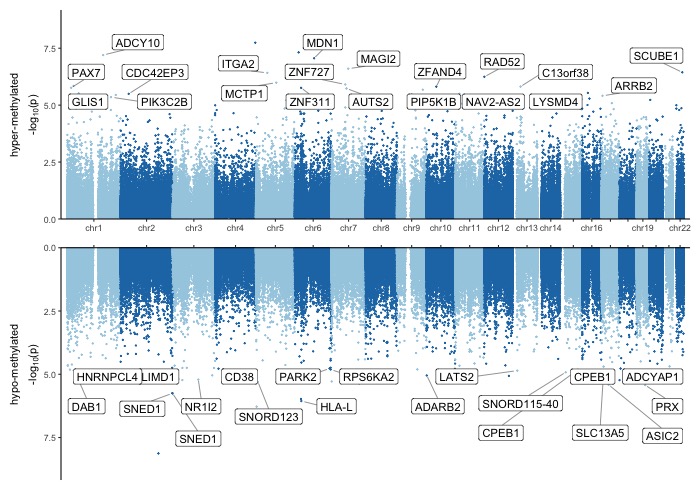 hyper-methylated
-log10(p)
7.5
5.0
2.5
0.0
ADCY10
MDN1
SCUBE1
ITGA2
MAGI2
RAD52
PAX7
CDC42EP3
ZNF727
ZFAND4
C13orf38
MCTP1
ARRB2
GLIS1
PIK3C2B
ZNF311
AUTS2
PIP5K1B
NAV2-AS2
LYSMD4
chr1
chr2
chr3
chr4
chr5
chr6
chr7
chr8
chr9
chr10
chr11
chr12
chr13
chr14
chr16
chr19
chr22
hypo-methylated
-log10(p)
0.0
2.5
5.0
7.5
HNRNPCL4
LIMD1
CD38
PARK2
RPS6KA2
LATS2
CPEB1
ADCYAP1
DAB1
SNED1
NR1I2
SNORD123
HLA-L
ADARB2
SNORD115-40
PRX
SNED1
CPEB1
SLC13A5
ASIC2